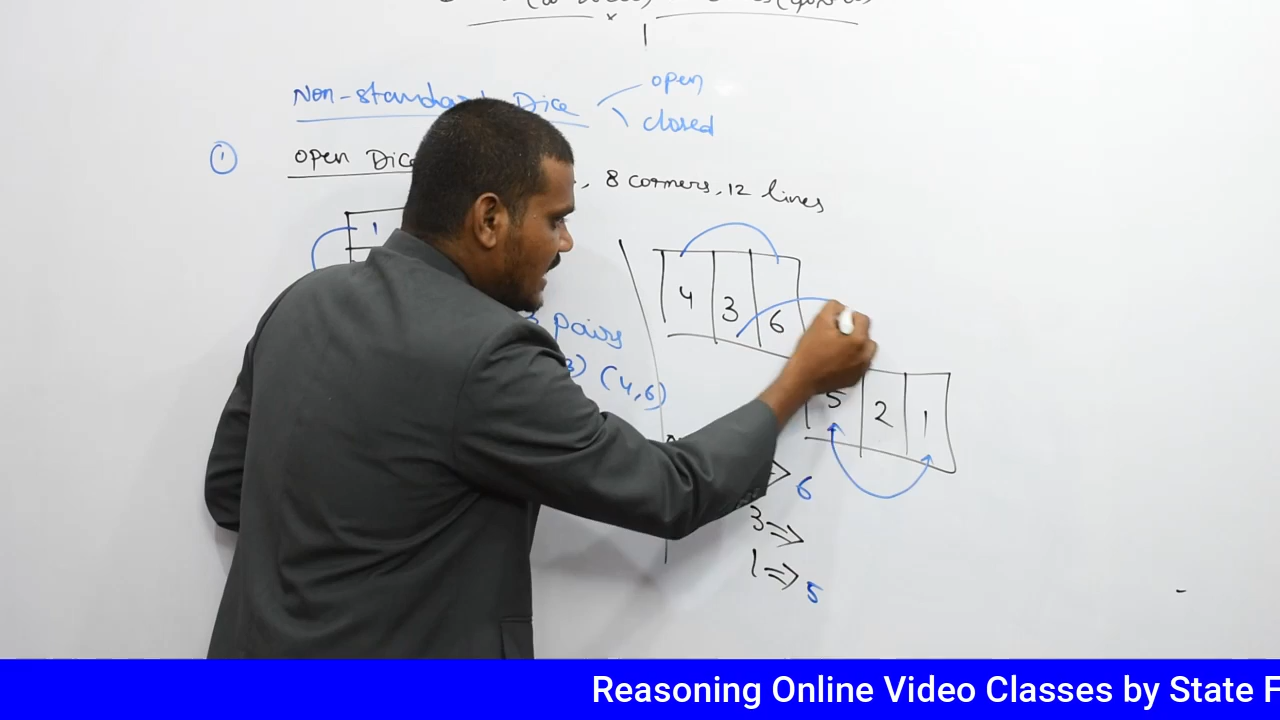 Non-standard Dice
open
closed
① open Dice , 8 corners, 12 lines
1
4 3 6
pairs
(4,6)
5 2 1
⇒ 6
3 ⇒
1 ⇒ 5
Reasoning Online Video Classes by State F